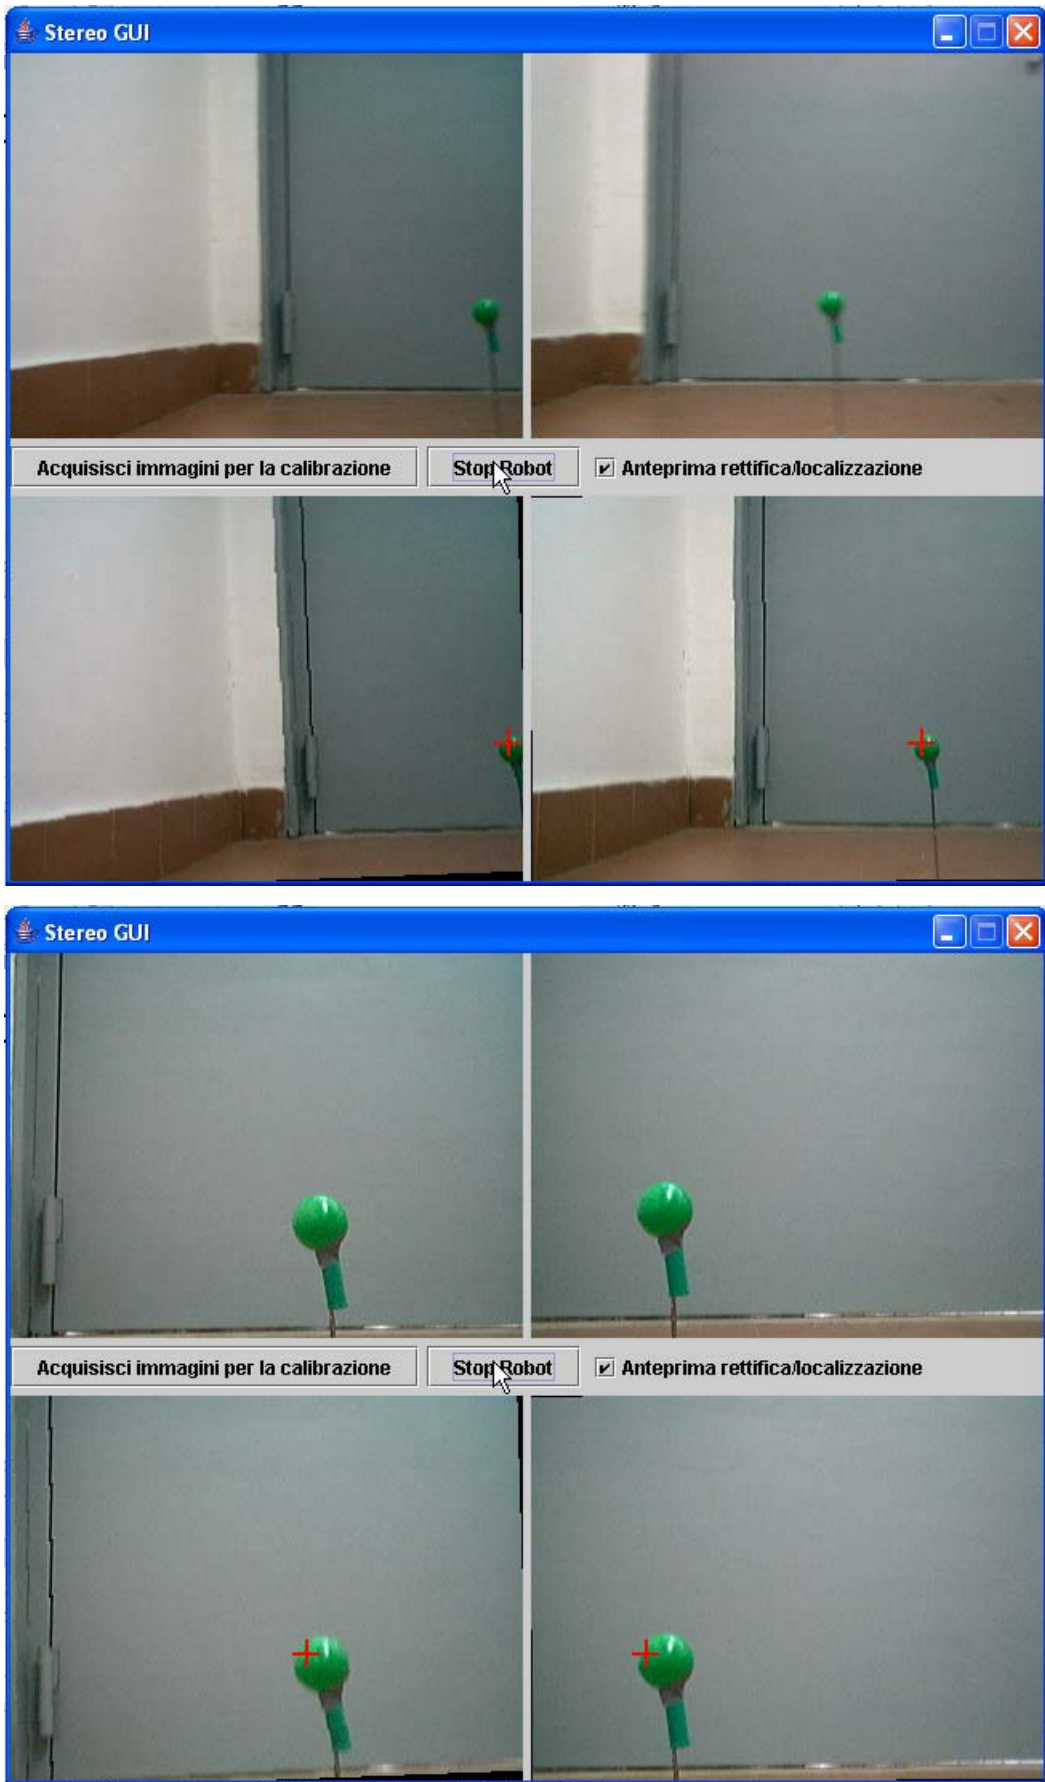 Stereo GUI
Acquisisci immagini per la calibrazione Stop Robot Anteprima rettifica/localizzazione
Stereo GUI
Acquisisci immagini per la calibrazione Stop Robot Anteprima rettifica/localizzazione